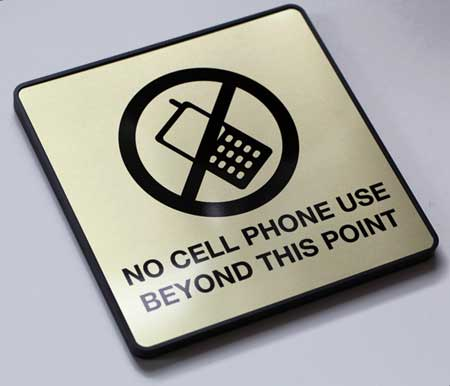 NO CELL PHONE USE
BEYOND THIS POINT